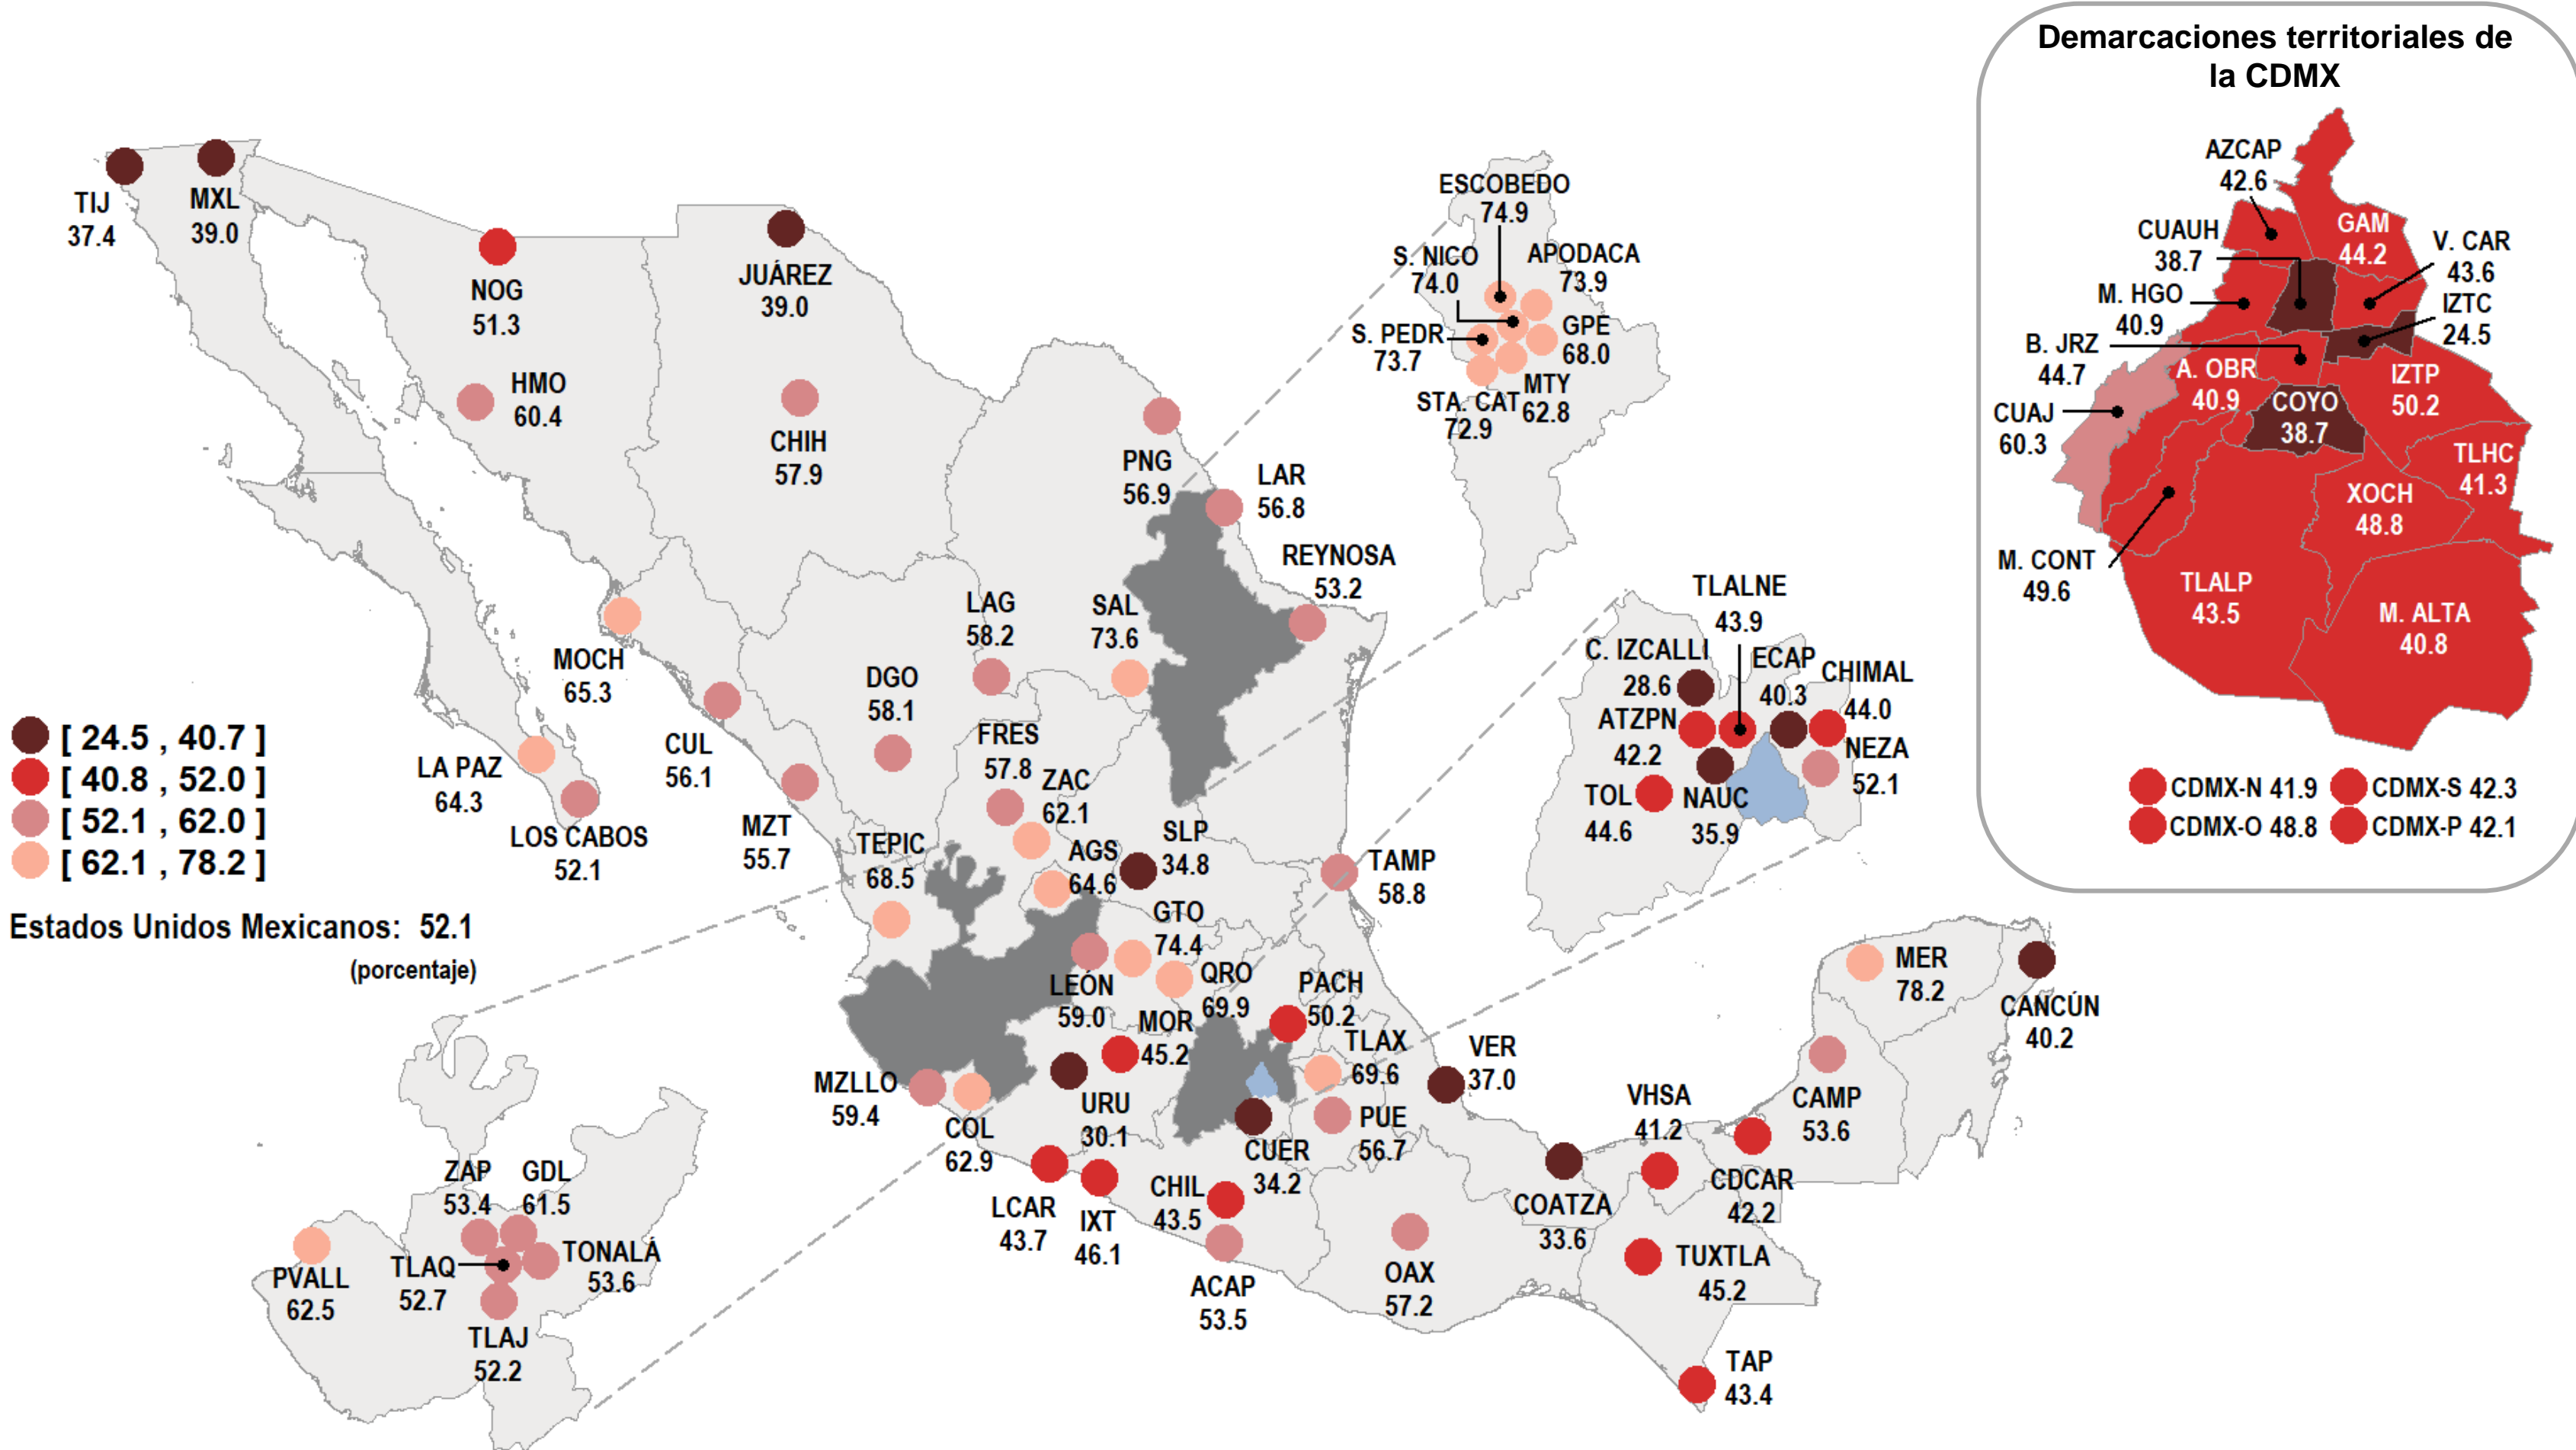 Demarcaciones territoriales de
la CDMX
AZCAP
42.6
CUAUH
38.7
GAM
44.2
V. CAR
43.6
M. HGO
40.9
IZTC
24.5
B. JRZ
44.7
A. OBR
40.9
IZTP
50.2
CUAJ
60.3
COYO
38.7
TLHC
41.3
XOCH
48.8
M. CONT
49.6
TLALP
43.5
M. ALTA
40.8
CDMX-N 41.9
CDMX-S 42.3
CDMX-O 48.8
CDMX-P 42.1
TIJ
37.4
MXL
39.0
NOG
51.3
JUÁREZ
39.0
HMO
60.4
CHIH
57.9
ESCOBEDO
74.9
S. NICO
74.0
APODACA
73.9
S. PEDR
73.7
GPE
68.0
STA. CAT
72.9
MTY
62.8
PNG
56.9
LAR
56.8
REYNOSA
53.2
LAG
58.2
SAL
73.6
MOCH
65.3
DGO
58.1
CUL
56.1
FRES
57.8
ZAC
62.1
LA PAZ
64.3
LOS CABOS
52.1
MZT
55.7
TEPIC
68.5
AGS
64.6
SLP
34.8
TAMP
58.8
TLALNE
43.9
C. IZCALLI
28.6
ECAP
40.3
CHIMAL
44.0
ATZPN
42.2
NEZA
52.1
TOL
44.6
NAUC
35.9
[ 24.5 , 40.7 ]
[ 40.8 , 52.0 ]
[ 52.1 , 62.0 ]
[ 62.1 , 78.2 ]
Estados Unidos Mexicanos: 52.1
(porcentaje)
GTO
74.4
LEÓN
59.0
QRO
69.9
PACH
50.2
MOR
45.2
TLAX
69.6
MZLLO
59.4
COL
62.9
URU
30.1
CUER
34.2
PUE
56.7
VER
37.0
MER
78.2
CANCÚN
40.2
CAMP
53.6
VHSA
41.2
CDCAR
42.2
COATZA
33.6
LCAR
43.7
IXT
46.1
CHIL
43.5
ACAP
53.5
OAX
57.2
TUXTLA
45.2
TAP
43.4
ZAP
53.4
GDL
61.5
PVALL
62.5
TLAQ
52.7
TONALÁ
53.6
TLAJ
52.2